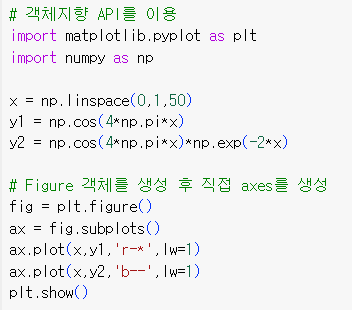 # 객체지향 API를 이용
import matplotlib.pyplot as plt
import numpy as np
x = np.linspace(0,1,50)
y1 = np.cos(4*np.pi*x)
y2 = np.cos(4*np.pi*x)*np.exp(-2*x)
# Figure 객체를 생성 후 직접 axes를 생성
fig = plt.figure()
ax = fig.subplots()
ax.plot(x,y1,'r-*',lw=1)
ax.plot(x,y2,'b--',lw=1)
plt.show()